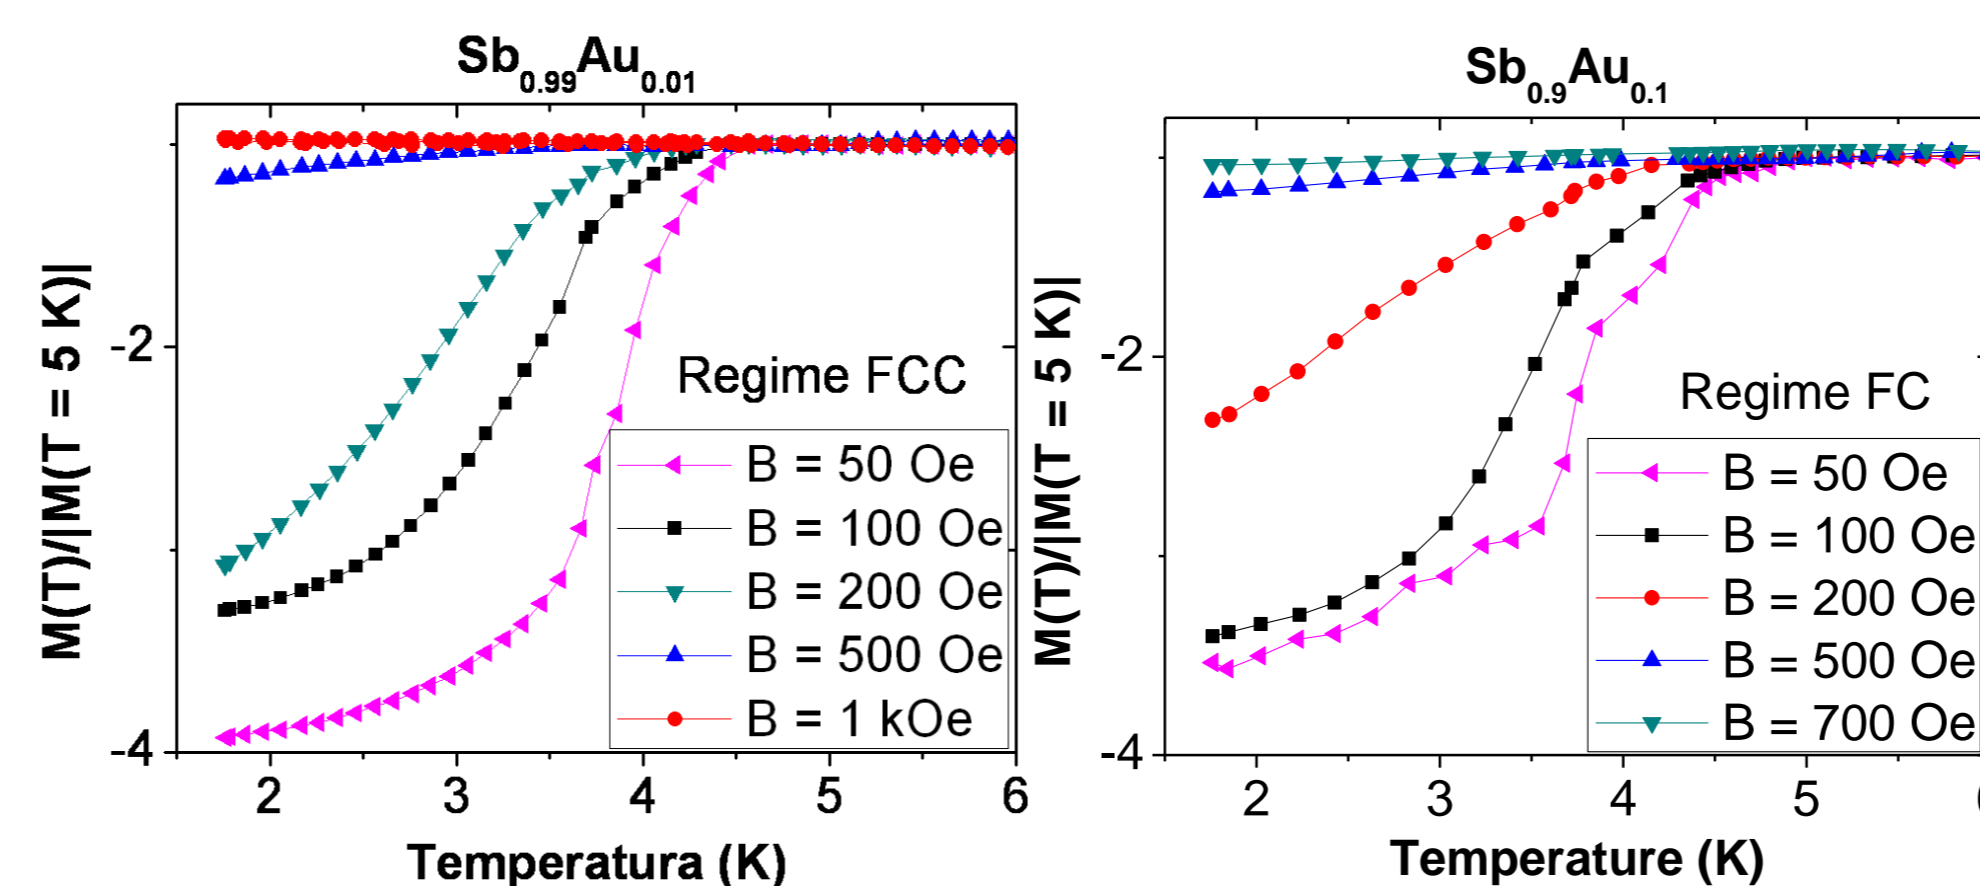 Sb0.99Au0.01
M(T)/|M(T = 5 K)|
-2
-4
Regime FCC
B = 50 Oe
B = 100 Oe
B = 200 Oe
B = 500 Oe
B = 1 kOe
2 3 4 5 6
Temperatura (K)
Sb0.9Au0.1
M(T)/|M(T = 5 K)|
-2
-4
Regime FC
B = 50 Oe
B = 100 Oe
B = 200 Oe
B = 500 Oe
B = 700 Oe
2 3 4 5
Temperature (K)